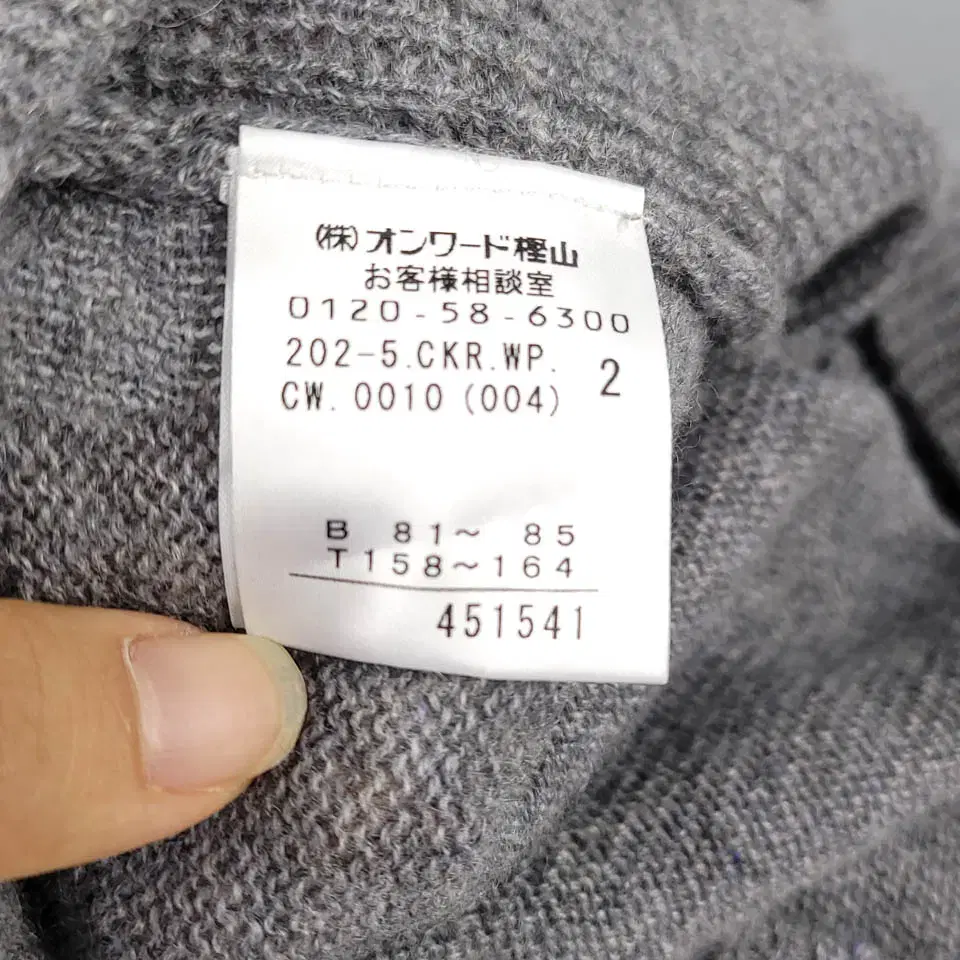 (株)オンワード樫山
お客様相談室
0120-58-6300
202-5.CKR.WP. 2
CW.0010(004)
B 81~ 85
T158~164
451541